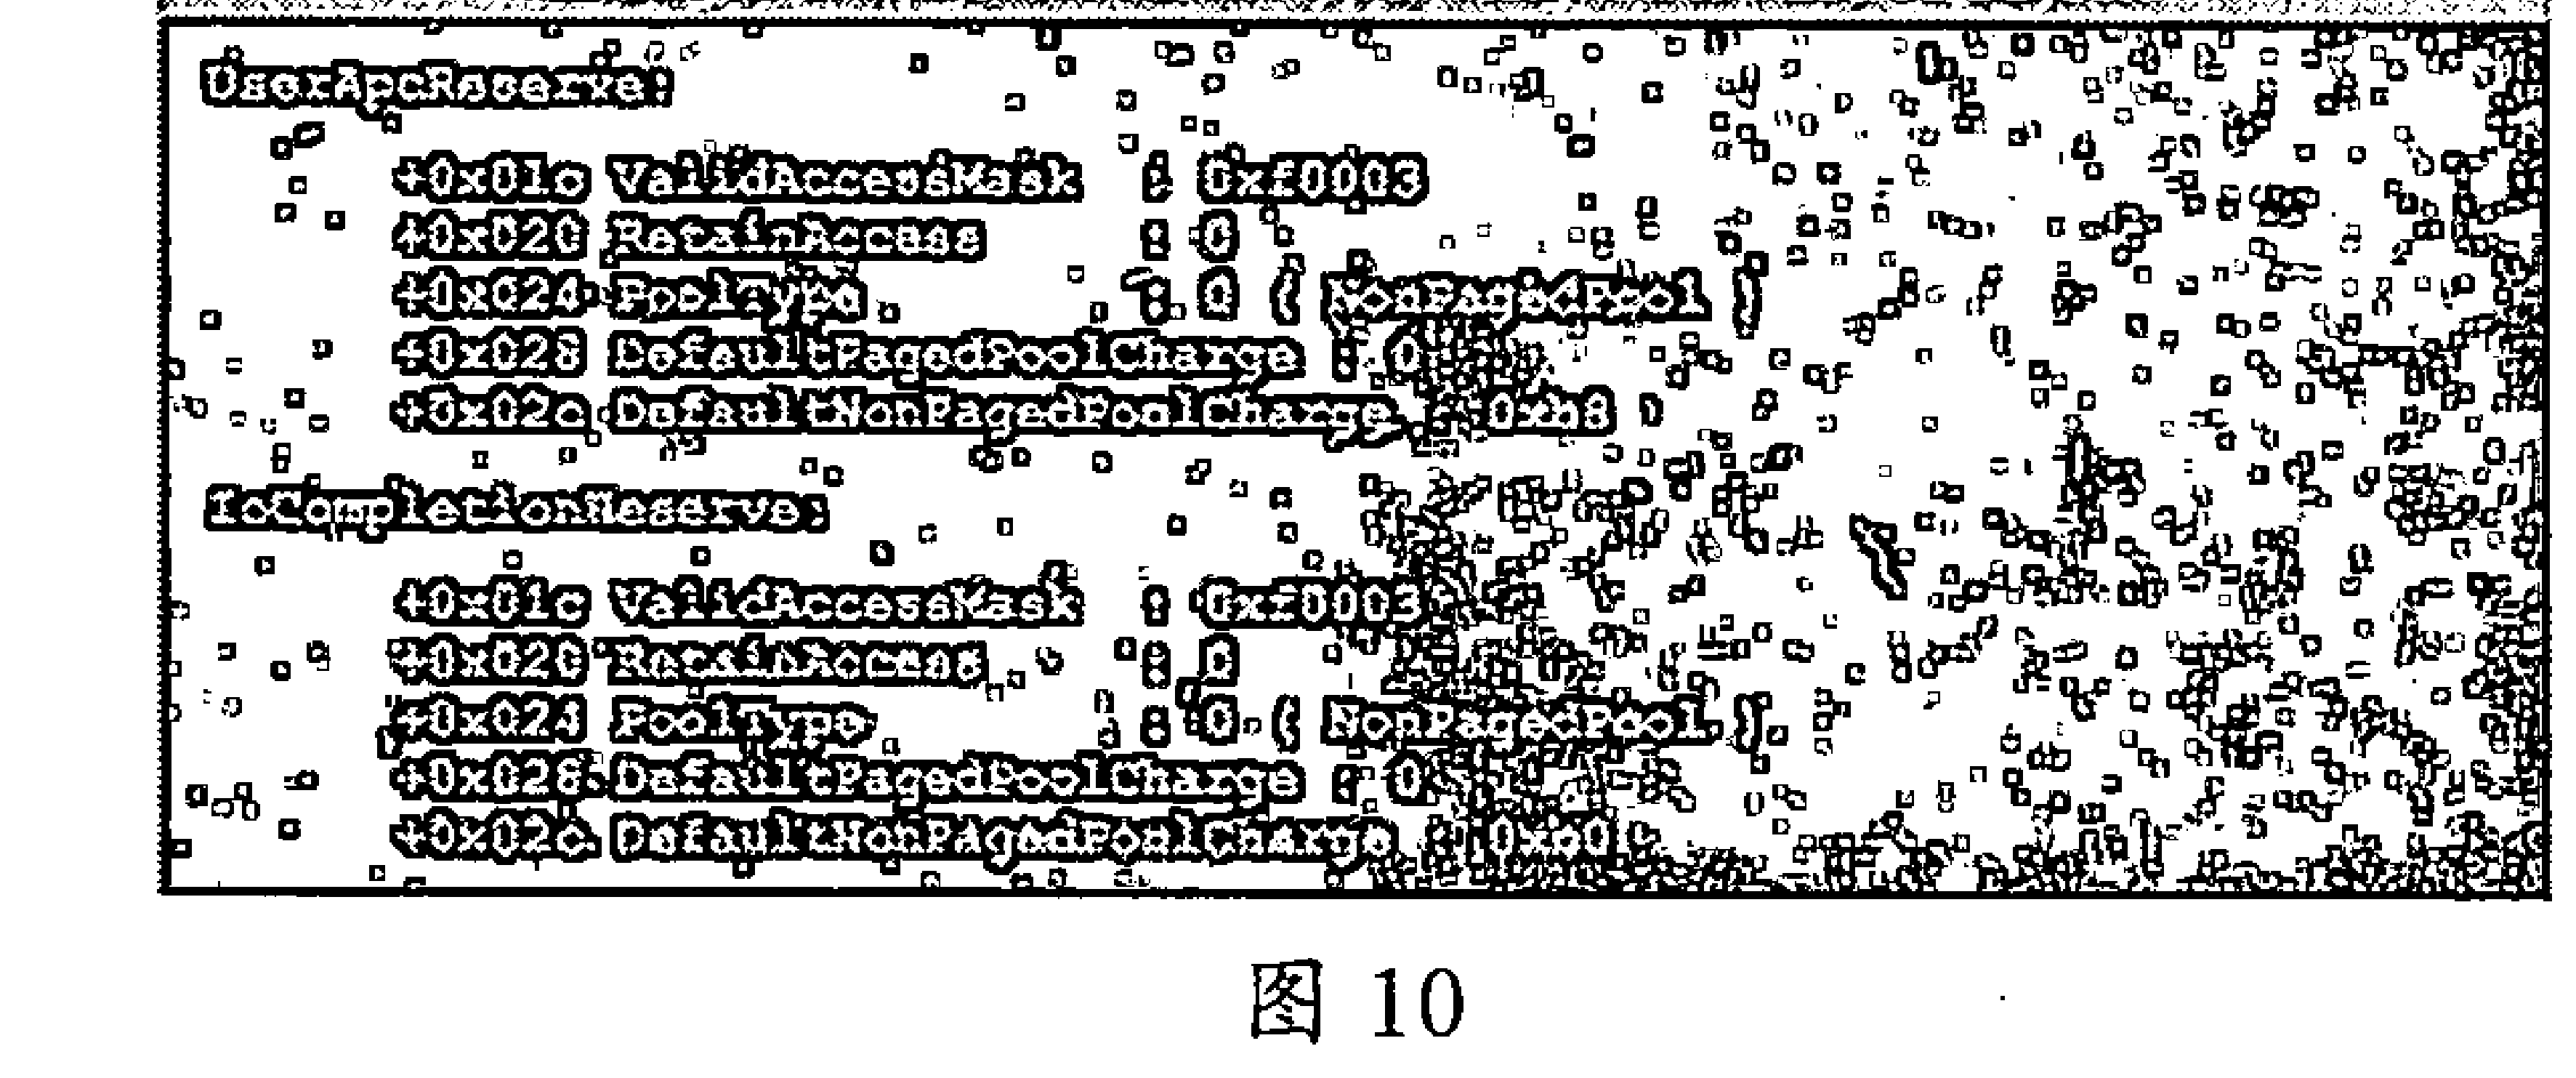 UserApcReserve:
+0x01c ValidAccessMask : 0xf0003
+0x020 RetainAccess : 0
+0x024 PoolType : 0 ( NonPagedPool )
+0x028 DefaultPagedPoolCharge : 0
+0x02c DefaultNonPagedPoolCharge : 0xb8
IoCompletionReserve:
+0x01c ValidAccessMask : 0xf0003
+0x020 RetainAccess : 0
+0x024 PoolType : 0 ( NonPagedPool )
+0x028 DefaultPagedPoolCharge : 0
+0x02c DefaultNonPagedPoolCharge :
图 10